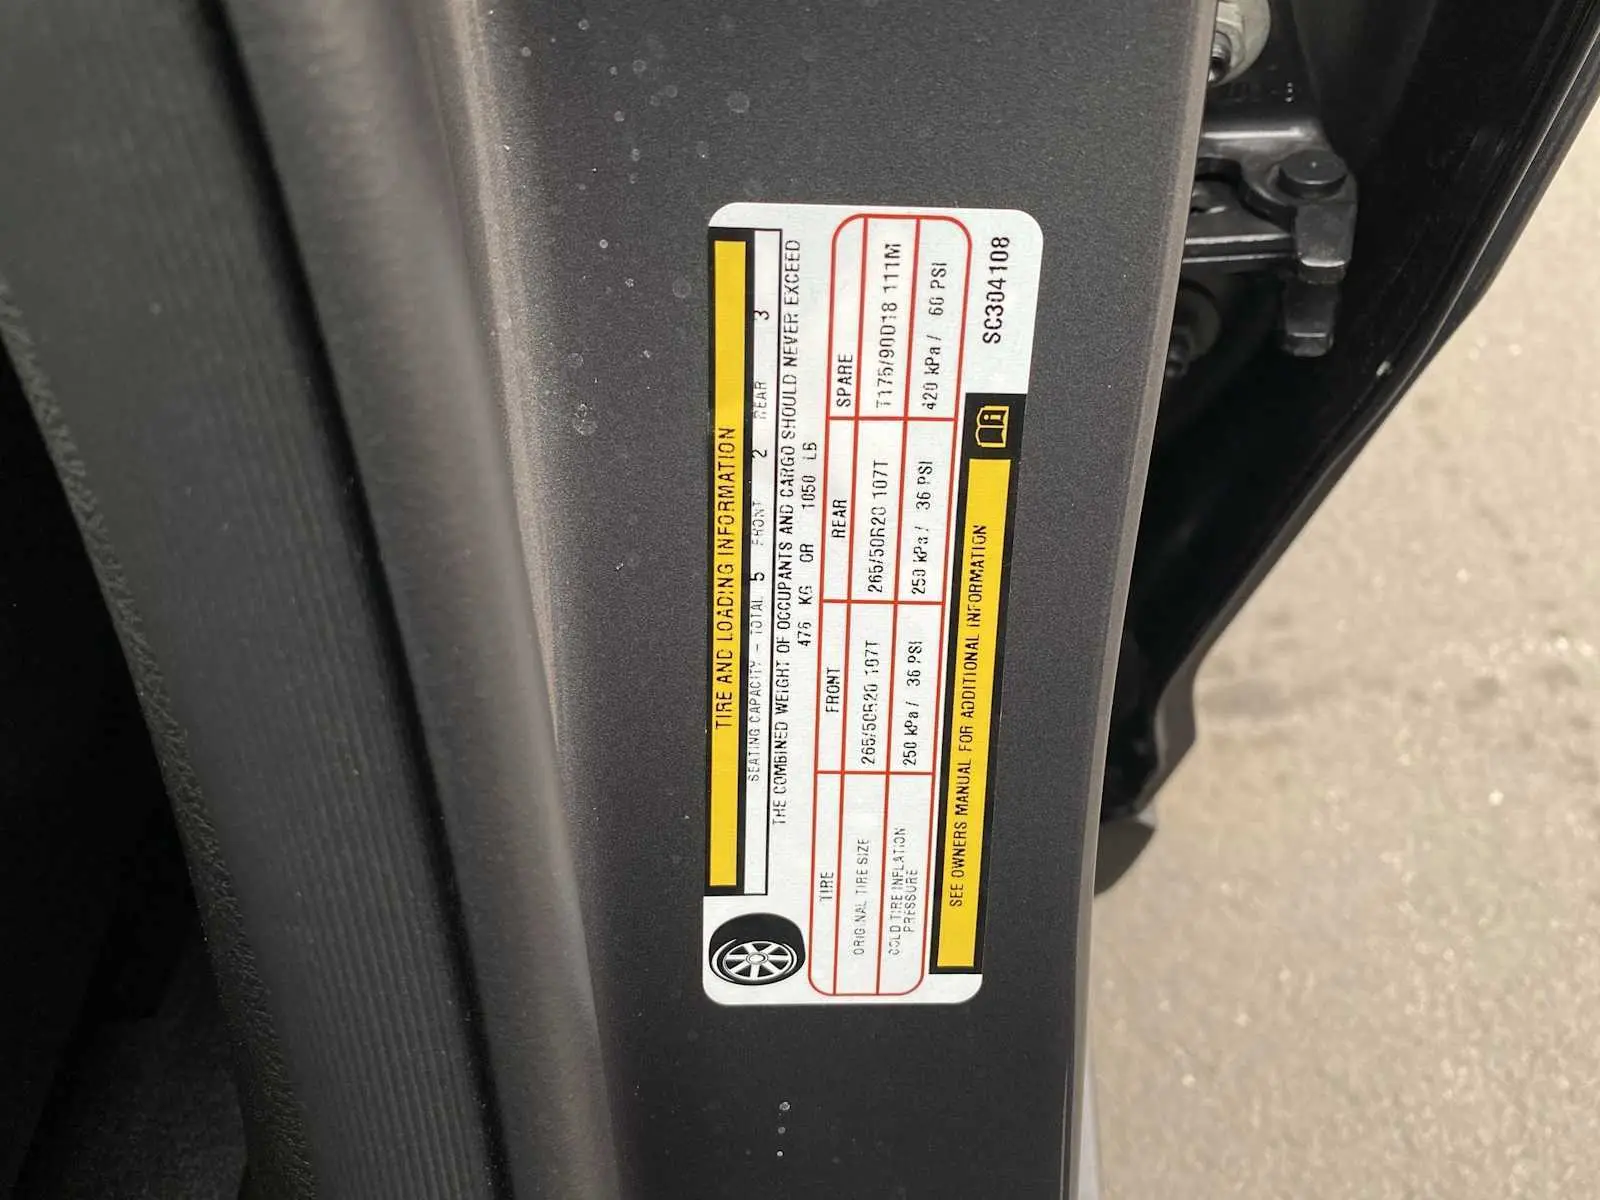 TIRE AND LOADING INFORMATION
SEATING CAPACITY – TOTAL 5 FRONT 2 REAR 3
THE COMBINED WEIGHT OF OCCUPANTS AND CARGO SHOULD NEVER EXCEED
476 KG OR 1050 LB
TIRE FRONT REAR SPARE
ORIGINAL TIRE SIZE 265/50R20 107T 265/50R20 107T T175/90D18 111M
COLD TIRE INFLATION PRESSURE 250 kPa / 36 PSI 250 kPa / 36 PSI 420 kPa / 60 PSI
SEE OWNERS MANUAL FOR ADDITIONAL INFORMATION
SC304108